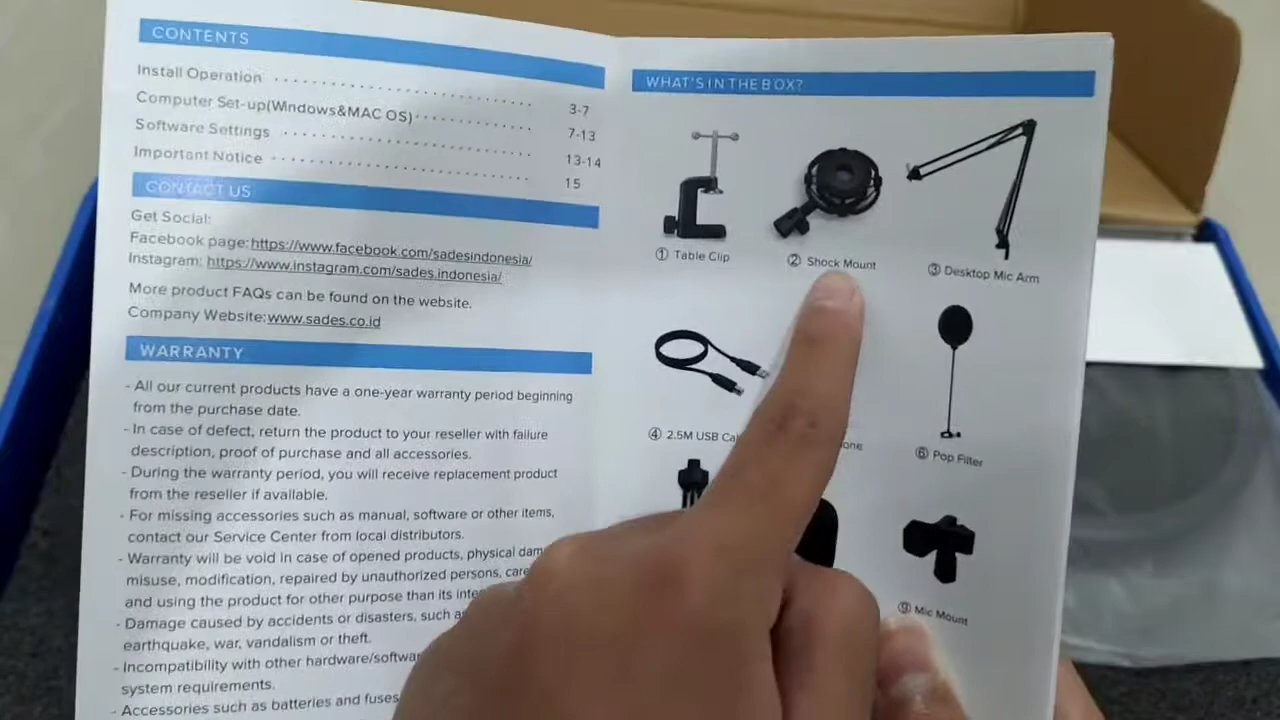 CONTENTS
Install Operation
3-7
Computer Set-up(Windows&MAC OS)
7-13
Software Settings
13-14
Important Notice
15
CONTACT US
Get Social:
Facebook page:https://www.facebook.com/sadesindonesia/
Instagram: https://www.instagram.com/sades.indonesia/
More product FAQs can be found on the website.
Company Website:www.sades.co.id
WARRANTY
- All our current products have a one-year warranty period beginning
from the purchase date.
- In case of defect, return the product to your reseller with failure
description, proof of purchase and all accessories.
- During the warranty period, you will receive replacement product
from the reseller if available.
- For missing accessories such as manual, software or other items,
contact our Service Center from local distributors.
- Warranty will be void in case of opened products, physical
misuse, modification, repaired by unauthorized persons,
and using the product for other purpose than its
- Damage caused by accidents or disasters, such
earthquake, war, vandalism or theft.
- Incompatibility with other
system requirements.
- Accessories such as batteries and fuses
WHAT'S IN THE BOX?
① Table Clip
② Shock Mount
③ Desktop Mic Arm
④ 2.5M USB
⑥ Pop Filter
⑨ Mic Mount